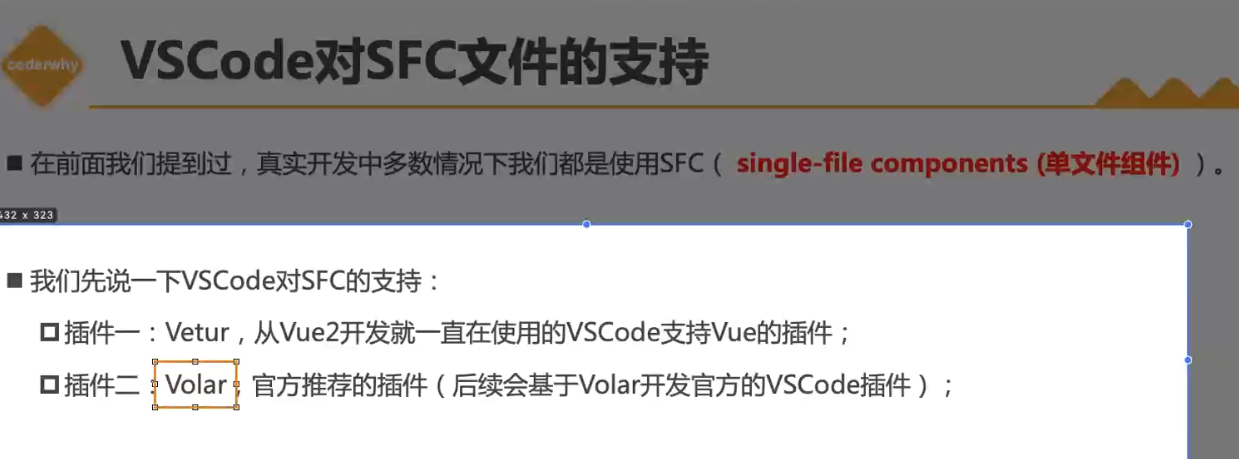 coderwhy
VSCode对SFC文件的支持
在前面我们提到过，真实开发中多数情况下我们都是使用SFC（ single-file components (单文件组件) ）。
432 x 323
我们先说一下VSCode对SFC的支持：
插件一：Vetur，从Vue2开发就一直在使用的VSCode支持Vue的插件；
插件二：Volar，官方推荐的插件（后续会基于Volar开发官方的VSCode插件）；